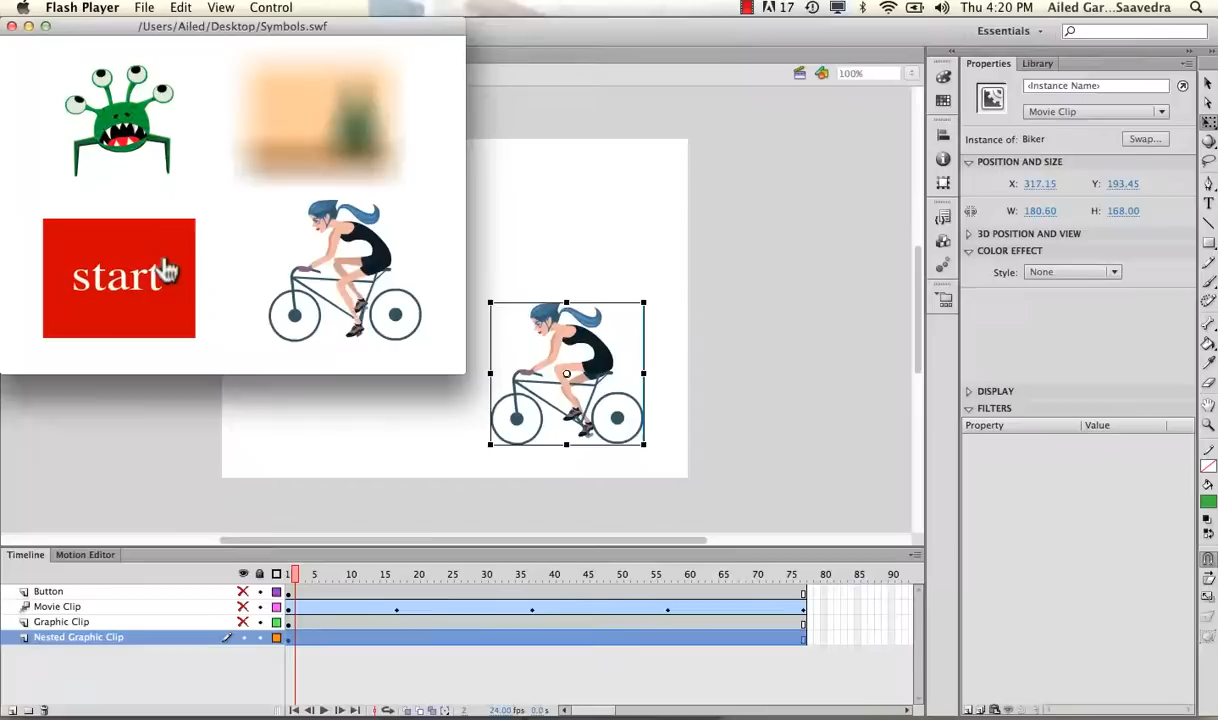 Flash Player File Edit View Window Control
17 Thu 4:20 PM Ailed Gar...Saavedra
/Users/Ailed/Desktop/Symbols.swf
Essentials
100%
start
Properties Library
<Instance Name>
Movie Clip
Instance of: Biker Swap...
POSITION AND SIZE
X: 317.15 Y: 193.45
W: 180.60 H: 168.00
3D POSITION AND VIEW
COLOR EFFECT
Style: None
DISPLAY
FILTERS
Property Value
Timeline Motion Editor
1 5 10 15 20 25 30 35 40 45 50 55 60 65 70 75 80 85 90
Button
Movie Clip
Graphic Clip
Nested Graphic Clip
2 24.00 fps 0.0 s